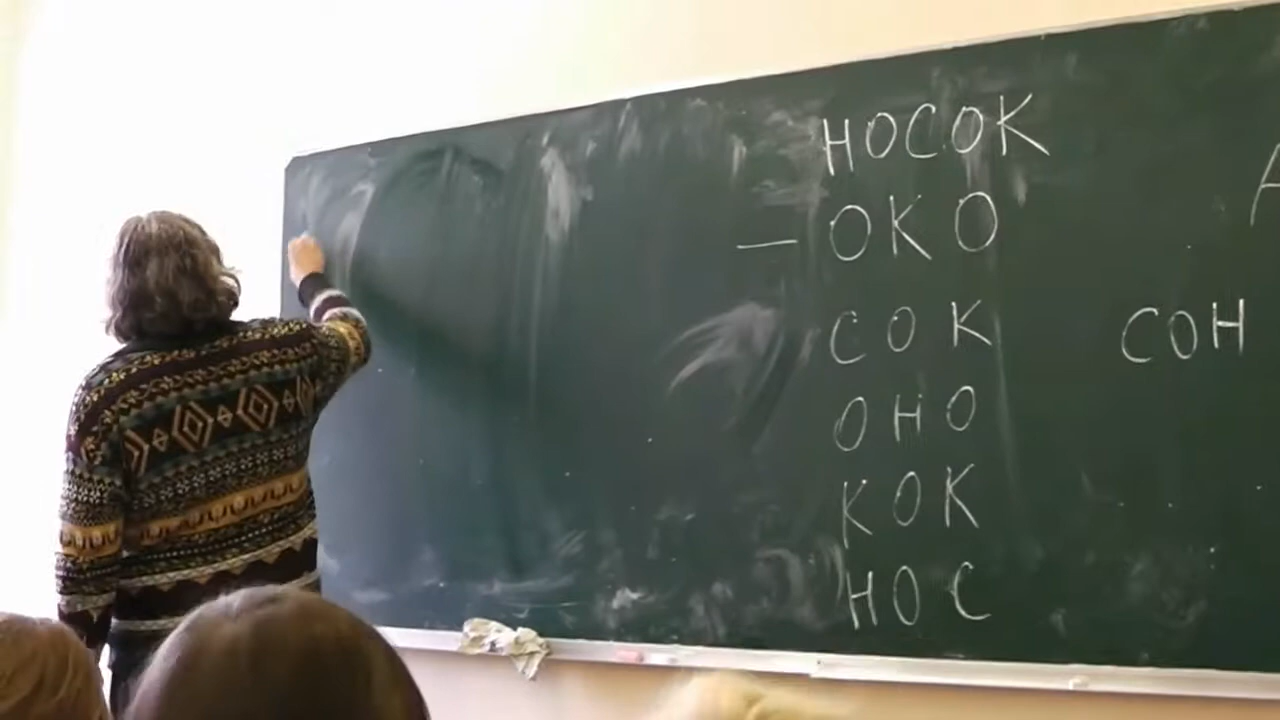 НОСОК
— ОКО
СОК СОН
ОНО
КОК
НОС